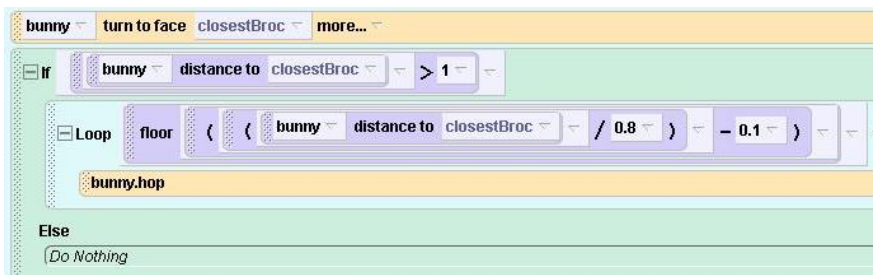 bunny turn to face closestBroc more...
If bunny distance to closestBroc > 1
Loop floor ( ( bunny distance to closestBroc / 0.8 ) - 0.1 )
bunny.hop
Else
Do Nothing